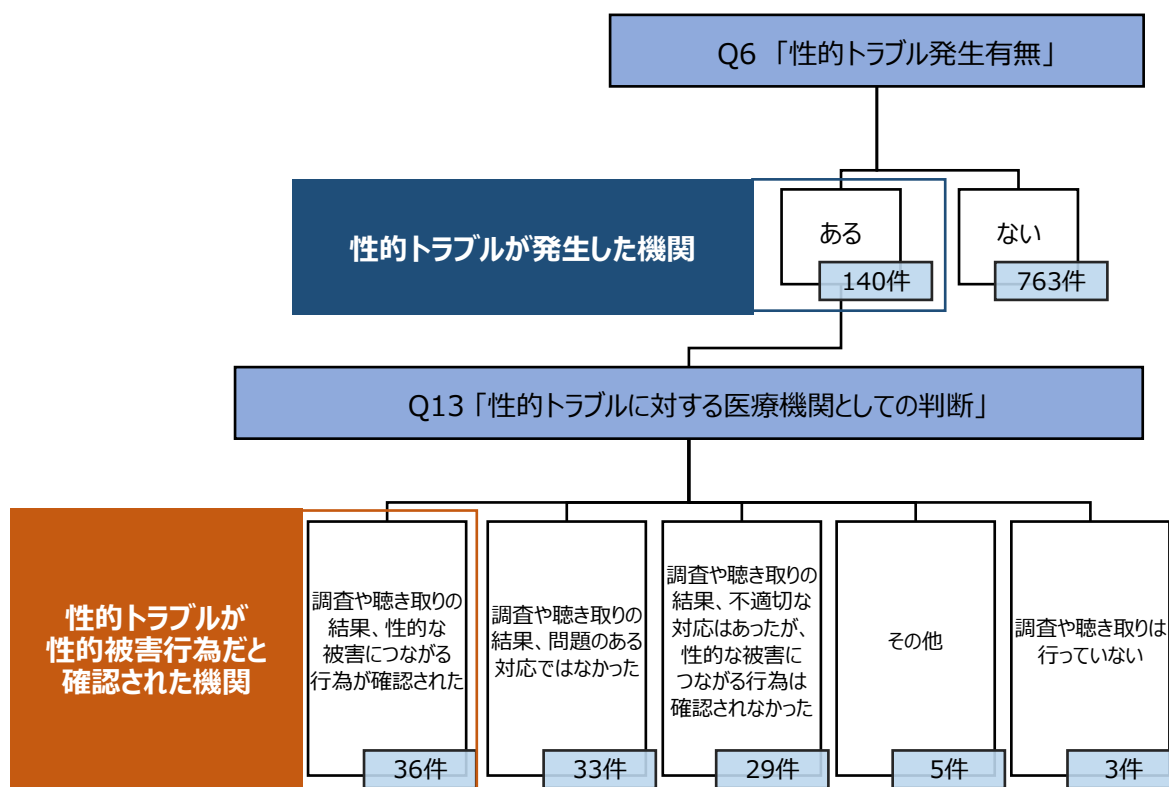 Q6 「性的トラブル発生有無」
性的トラブルが発生した機関
ある
140件
ない
763件
Q13「性的トラブルに対する医療機関としての判断」
性的トラブルが
性的被害行為だと
確認された機関
調査や聴き取りの
結果、性的な
被害につながる
行為が確認された
36件
調査や聴き取りの
結果、問題のある
対応ではなかった
33件
調査や聴き取りの
結果、不適切な
対応はあったが、
性的な被害に
つながる行為は
確認されなかった
29件
その他
5件
調査や聴き取りは
行っていない
3件